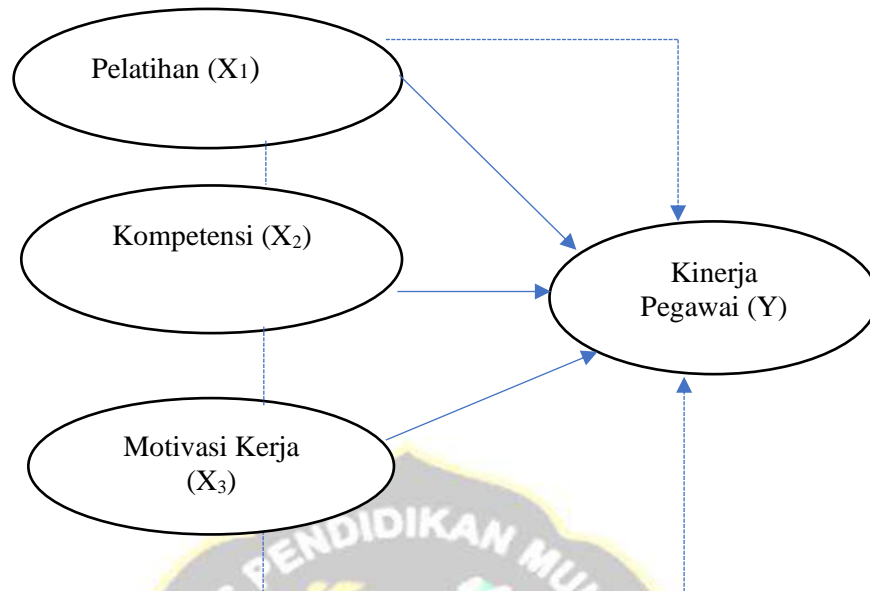 Pelatihan (X1)
Kompetensi (X₂)
Kinerja
Pegawai (Y)
Motivasi Kerja
(X₃)
PENDIDIKAN